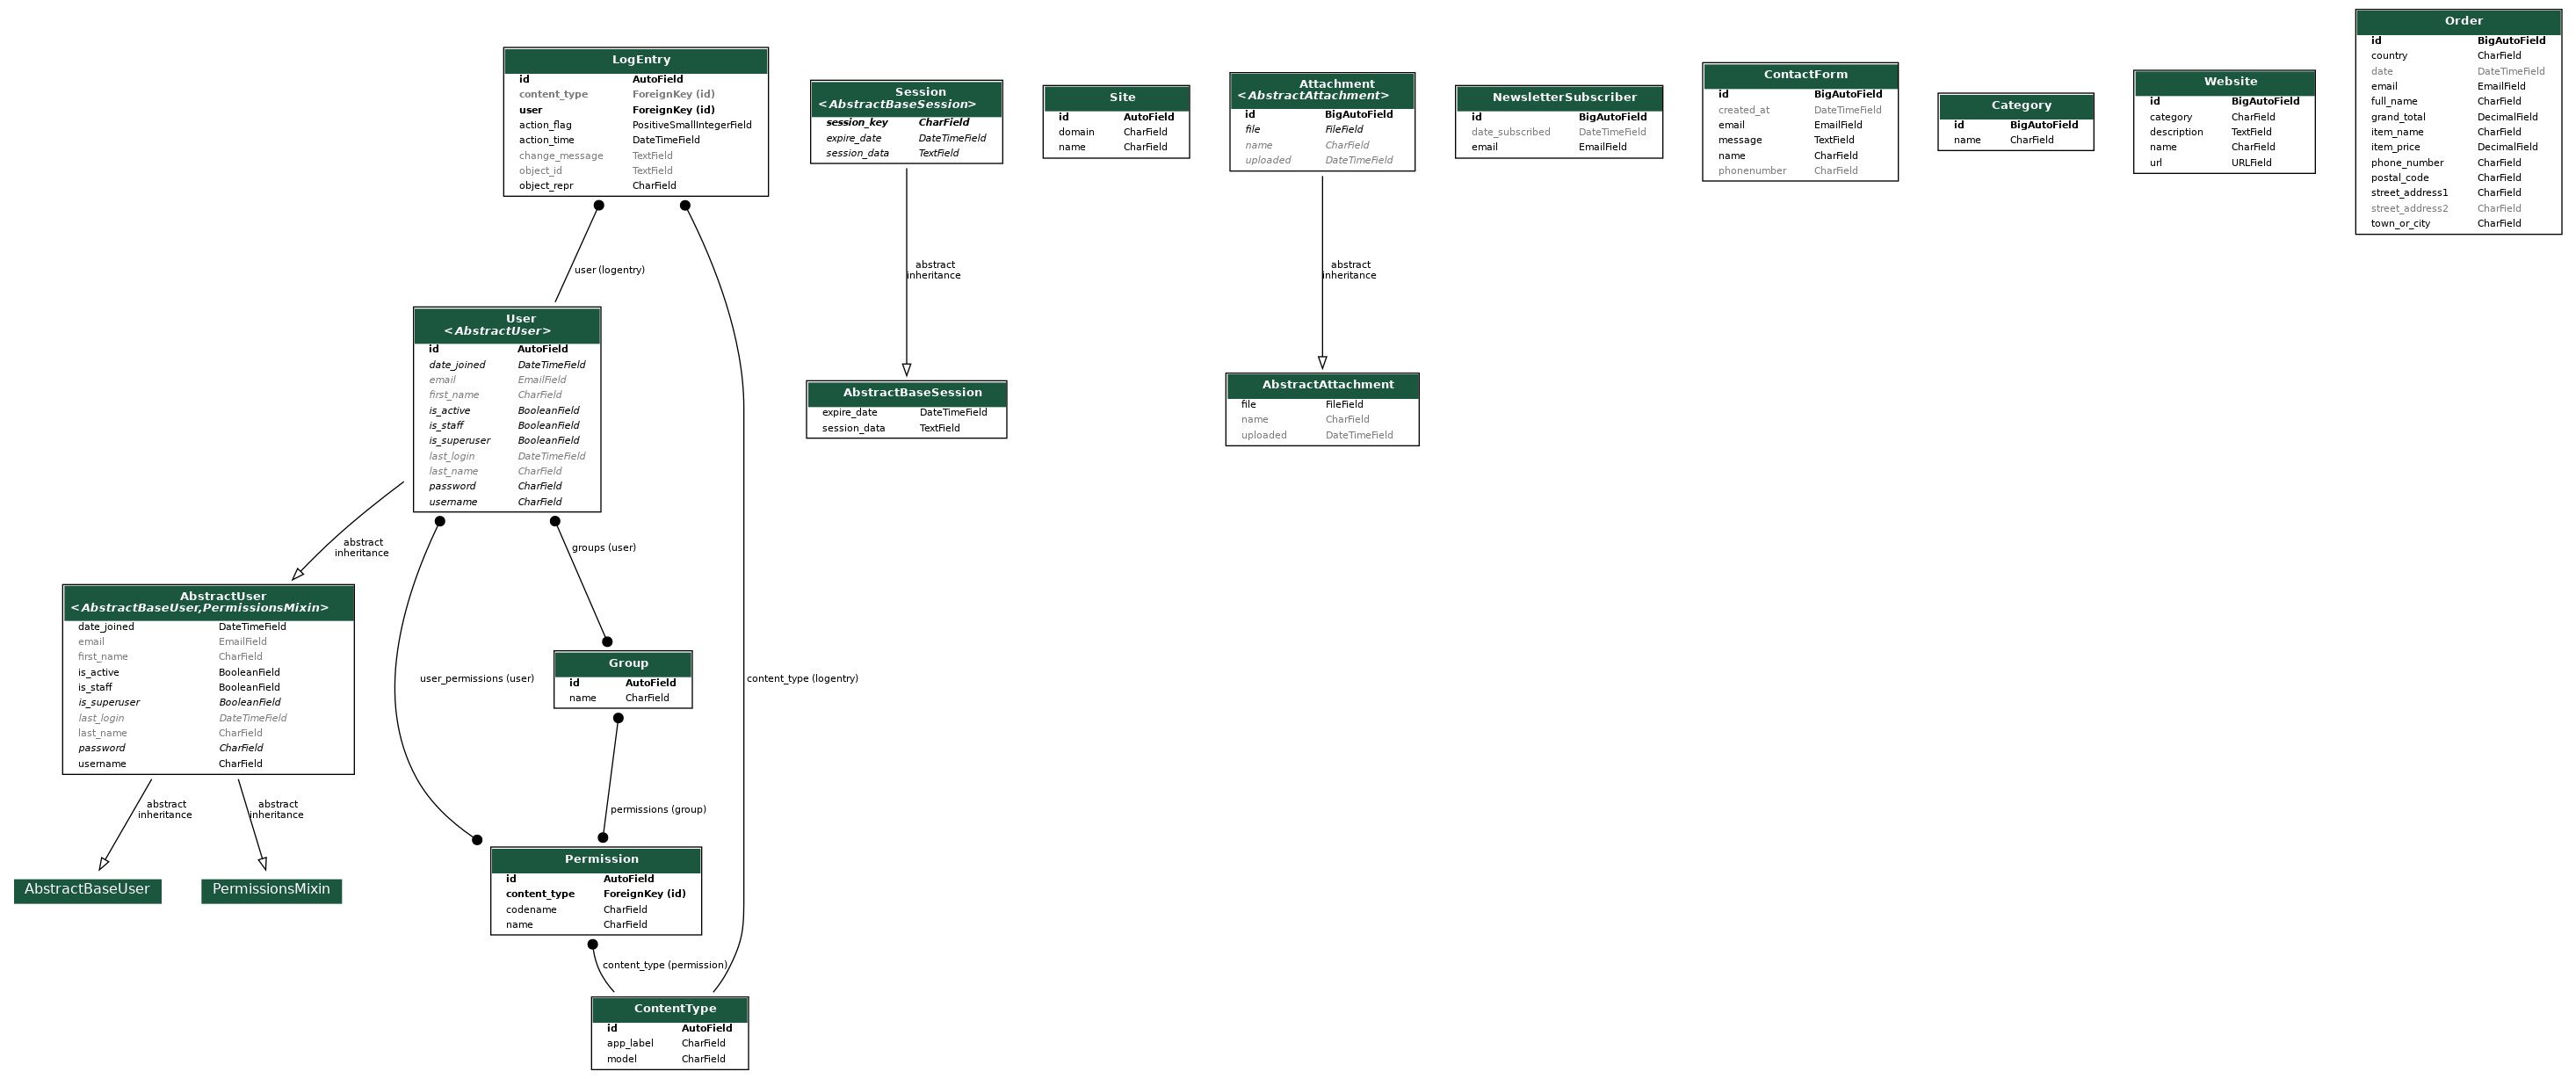 LogEntry
id AutoField
content_type ForeignKey (id)
user ForeignKey (id)
action_flag PositiveSmallIntegerField
action_time DateTimeField
change_message TextField
object_id TextField
object_repr CharField
Session
<AbstractBaseSession>
session_key CharField
expire_date DateTimeField
session_data TextField
Site
id AutoField
domain CharField
name CharField
Attachment
<AbstractAttachment>
id BigAutoField
file FileField
name CharField
uploaded DateTimeField
NewsletterSubscriber
id BigAutoField
date_subscribed DateTimeField
email EmailField
ContactForm
id BigAutoField
created_at DateTimeField
email EmailField
message TextField
name CharField
phonenumber CharField
Category
id BigAutoField
name CharField
Website
id BigAutoField
category CharField
description TextField
name CharField
url URLField
Order
id BigAutoField
country CharField
date DateTimeField
email EmailField
full_name CharField
grand_total DecimalField
item_name CharField
item_price DecimalField
phone_number CharField
postal_code CharField
street_address1 CharField
street_address2 CharField
town_or_city CharField
user (logentry)
abstract
inheritance
abstract
inheritance
User
<AbstractUser>
id AutoField
date_joined DateTimeField
email EmailField
first_name CharField
is_active BooleanField
is_staff BooleanField
is_superuser BooleanField
last_login DateTimeField
last_name CharField
password CharField
username CharField
AbstractBaseSession
expire_date DateTimeField
session_data TextField
AbstractAttachment
file FileField
name CharField
uploaded DateTimeField
abstract
inheritance
groups (user)
AbstractUser
<AbstractBaseUser,PermissionsMixin>
date_joined DateTimeField
email EmailField
first_name CharField
is_active BooleanField
is_staff BooleanField
is_superuser BooleanField
last_login DateTimeField
last_name CharField
password CharField
username CharField
user_permissions (user)
Group
id AutoField
name CharField
content_type (logentry)
abstract
inheritance
abstract
inheritance
permissions (group)
AbstractBaseUser
PermissionsMixin
Permission
id AutoField
content_type ForeignKey (id)
codename CharField
name CharField
content_type (permission)
ContentType
id AutoField
app_label CharField
model CharField